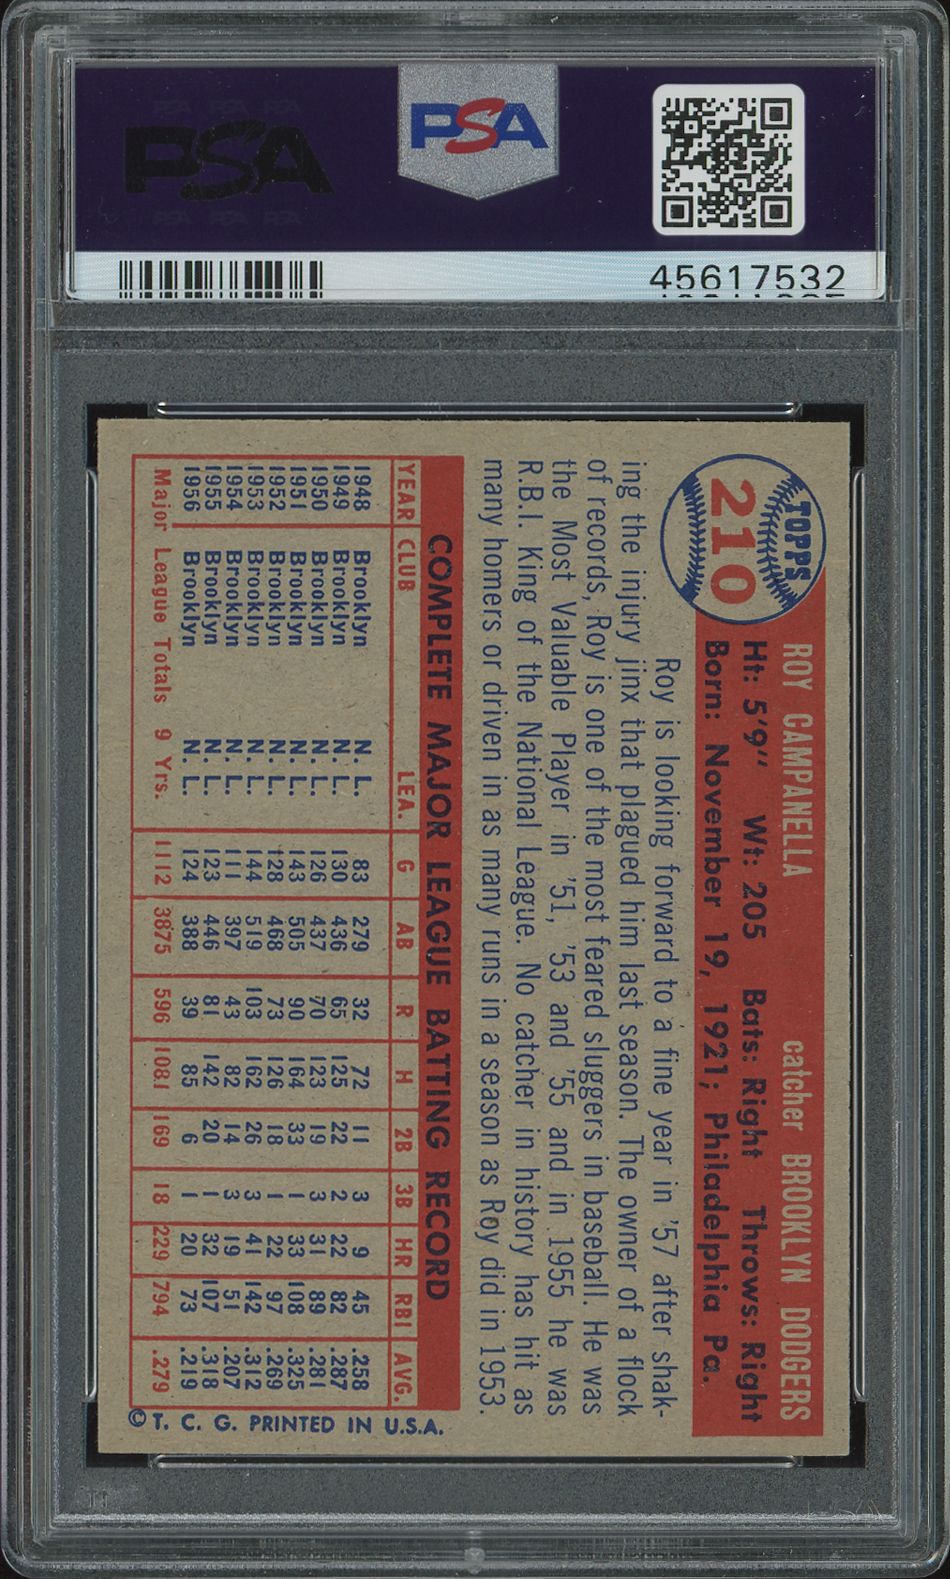 PSA PSA PSA
PSA
PSA PSA PSA
PSA
45617532
TOPPS
210
ROY CAMPANELLA catcher BROOKLYN DODGERS
Ht: 5'9" Wt: 205 Bats: Right Throws: Right
Born: November 19, 1921; Philadelphia Pa.
Roy is looking forward to a fine year in '57 after shak-
ing the injury jinx that plagued him last season. The owner of a flock
of records, Roy is one of the most feared sluggers in baseball. He was
the Most Valuable Player in '51, '53 and '55 and in 1955 he was
R.B.I. King of the National League. No catcher in history has hit as
many homers or driven in as many runs in a season as Roy did in 1953.
COMPLETE MAJOR LEAGUE BATTING RECORD
YEAR CLUB LEA. G AB R H 2B 3B HR RBI AVG.
1948 Brooklyn N. L. 83 279 32 72 11 3 9 45 .258
1949 Brooklyn N. L. 130 436 65 125 22 2 22 82 .287
1950 Brooklyn N. L. 126 437 70 123 19 3 31 89 .281
1951 Brooklyn N. L. 143 505 90 164 33 1 33 108 .325
1952 Brooklyn N. L. 128 468 73 126 18 1 22 97 .269
1953 Brooklyn N. L. 144 519 103 162 26 3 41 142 .312
1954 Brooklyn N. L. 111 397 43 82 14 3 19 51 .207
1955 Brooklyn N. L. 123 446 81 142 20 1 32 107 .318
1956 Brooklyn N. L. 124 388 39 85 6 1 20 73 .219
Major League Totals 9 Yrs. 1112 3875 596 1081 169 18 229 794 .279
© T. C. G. PRINTED IN U.S.A.